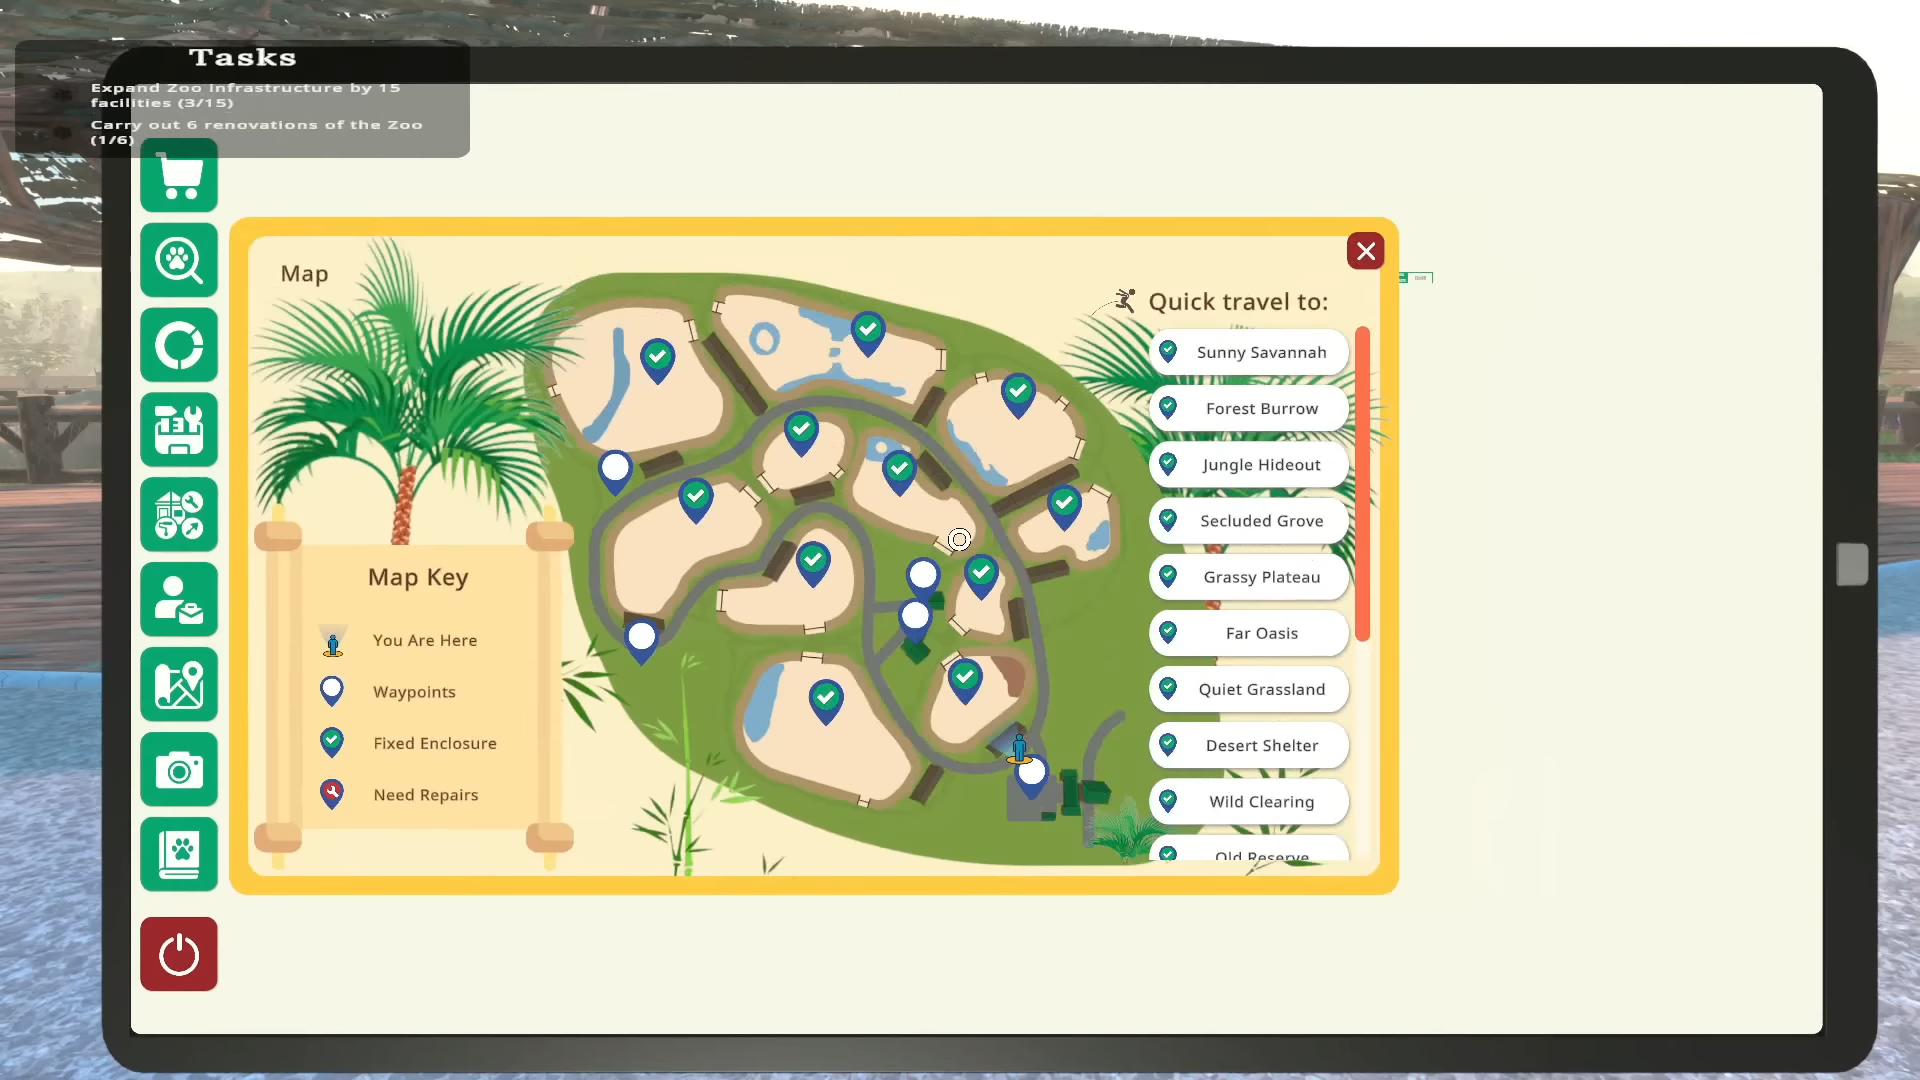 Tasks
Expand Zoo infrastructure by 15
facilities (3/15)
Carry out 6 renovations of the Zoo
(1/6)
Map
Quick travel to:
Sunny Savannah
Forest Burrow
Jungle Hideout
Secluded Grove
Grassy Plateau
Far Oasis
Quiet Grassland
Desert Shelter
Wild Clearing
Old Reserve
Map Key
You Are Here
Waypoints
Fixed Enclosure
Need Repairs